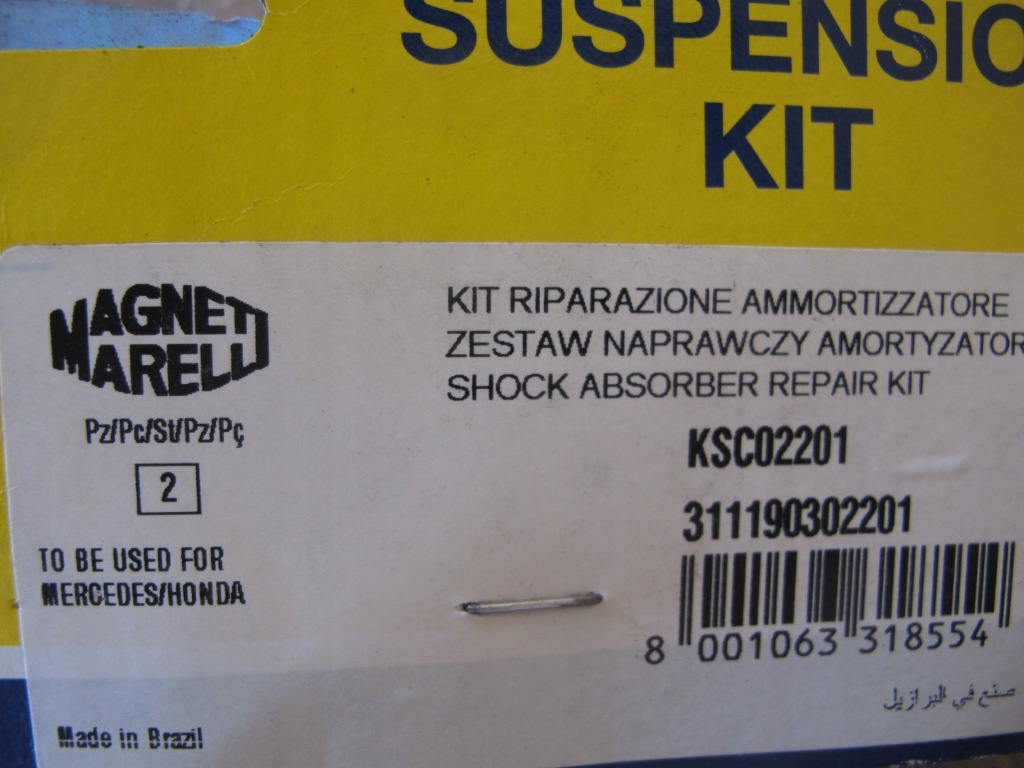 SUSPENSIO
KIT
MAGNETI
MARELLI
Pz/Pc/St/Pz/Pç
2
TO BE USED FOR
MERCEDES/HONDA
KIT RIPARAZIONE AMMORTIZZATORE
ZESTAW NAPRAWCZY AMORTYZATOR
SHOCK ABSORBER REPAIR KIT
KSC02201
311190302201
8 001063 318554
صنع في البرازيل
Made in Brazil